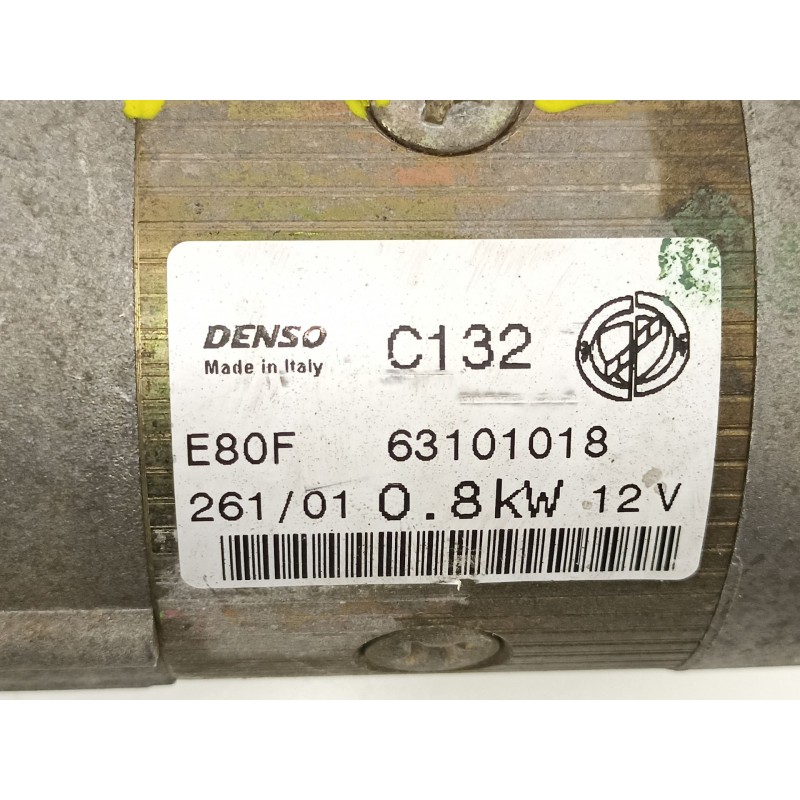 DENSO C132
Made in Italy
E80F 63101018
261/01 0.8kW 12V